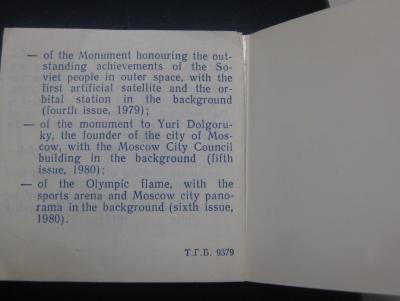 — of the Monument honouring the out-
standing achievements of the So-
viet people in outer space, with the
first artificial satellite and the or-
bital station in the background
(fourth issue, 1979);
— of the monument to Yuri Dolgoru-
ky, the founder of the city of Mos-
cow, with the Moscow City Council
building in the background (fifth
issue, 1980);
— of the Olympic flame, with the
sports arena and Moscow city pano-
rama in the background (sixth issue,
1980).
Т.Г.Б. 9379